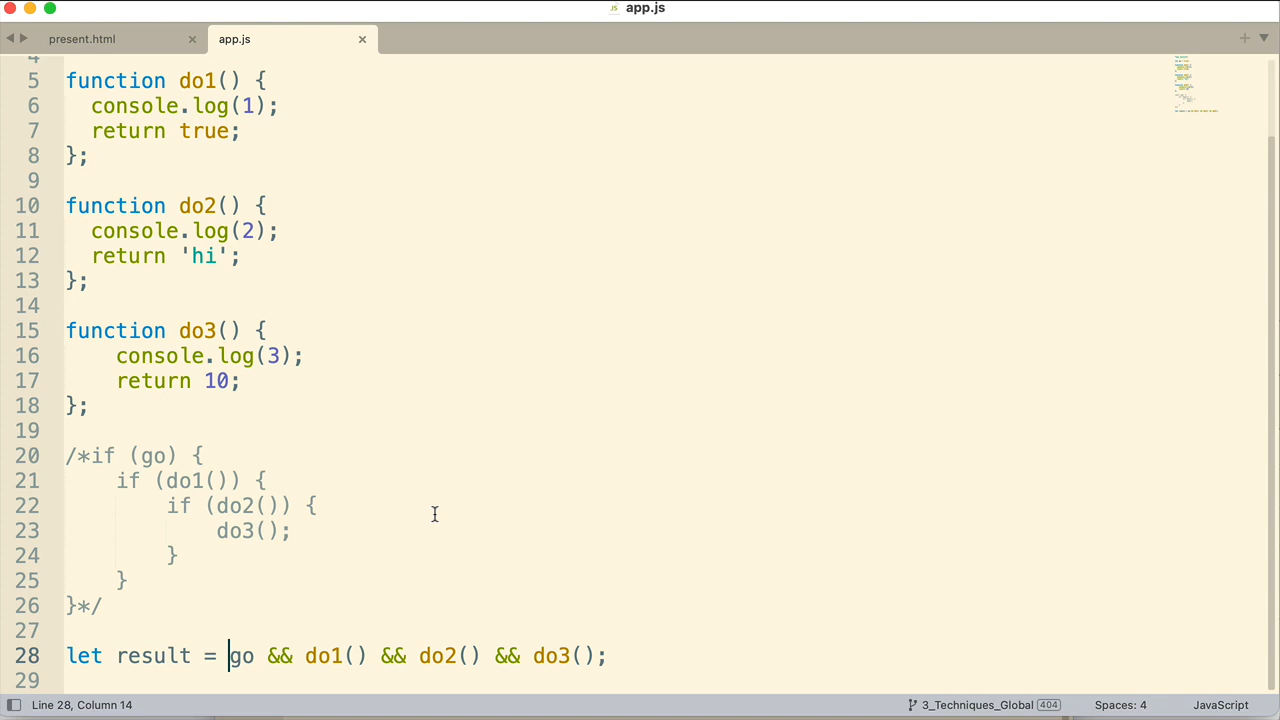 app.js
present.html
app.js
4
5 function do1() {
6   console.log(1);
7   return true;
8 };
9
10 function do2() {
11   console.log(2);
12   return 'hi';
13 };
14
15 function do3() {
16     console.log(3);
17     return 10;
18 };
19
20 /*if (go) {
21     if (do1()) {
22         if (do2()) {
23             do3();
24         }
25     }
26 }*/
27
28 let result = go && do1() && do2() && do3();
29
Line 28, Column 14
3_Techniques_Global 404
Spaces: 4
JavaScript